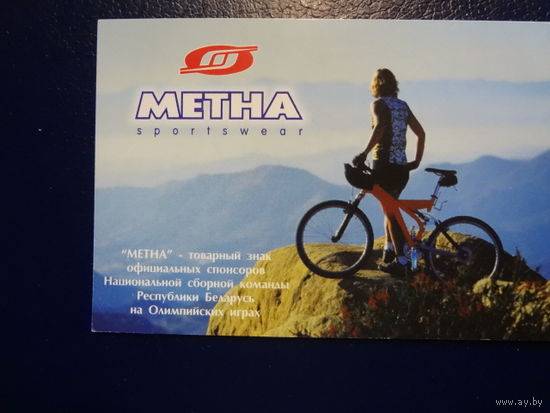 МЕТНА
sportswear
“МЕТНА” - товарный знак
официальных спонсоров
Национальной сборной команды
Республики Беларусь
на Олимпийских играх
www.ay.by